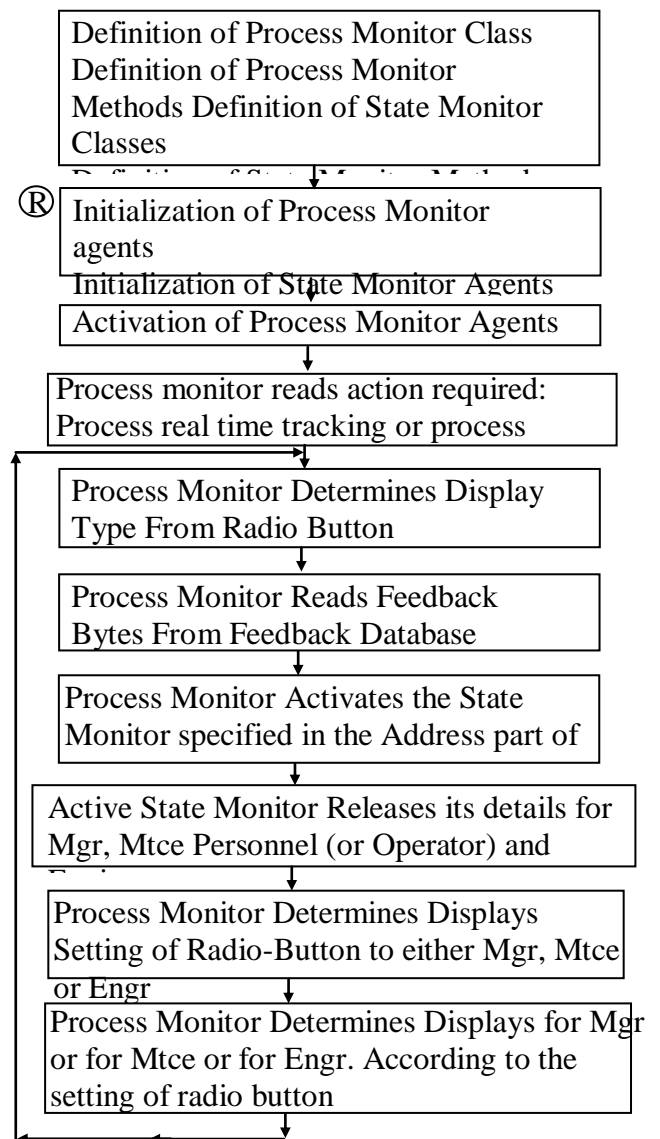 Definition of Process Monitor Class
Definition of Process Monitor
Methods Definition of State Monitor
Classes
Definition of State Monitor Method
®
Initialization of Process Monitor
agents
Initialization of State Monitor Agents
Activation of Process Monitor Agents
Process monitor reads action required:
Process real time tracking or process
Process Monitor Determines Display
Type From Radio Button
Process Monitor Reads Feedback
Bytes From Feedback Database
Process Monitor Activates the State
Monitor specified in the Address part of
Active State Monitor Releases its details for
Mgr, Mtce Personnel (or Operator) and
Process Monitor Determines Displays
Setting of Radio-Button to either Mgr, Mtce
or Engr
Process Monitor Determines Displays for Mgr
or for Mtce or for Engr. According to the
setting of radio button